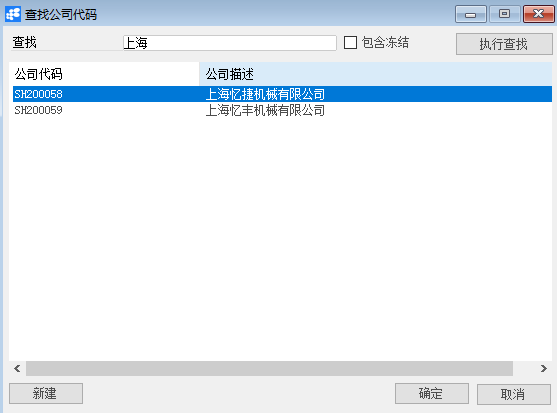 查找公司代码
查找 上海 包含冻结 执行查找
公司代码 公司描述
SH200058 上海忆捷机械有限公司
SH200059 上海忆丰机械有限公司
新建 确定 取消